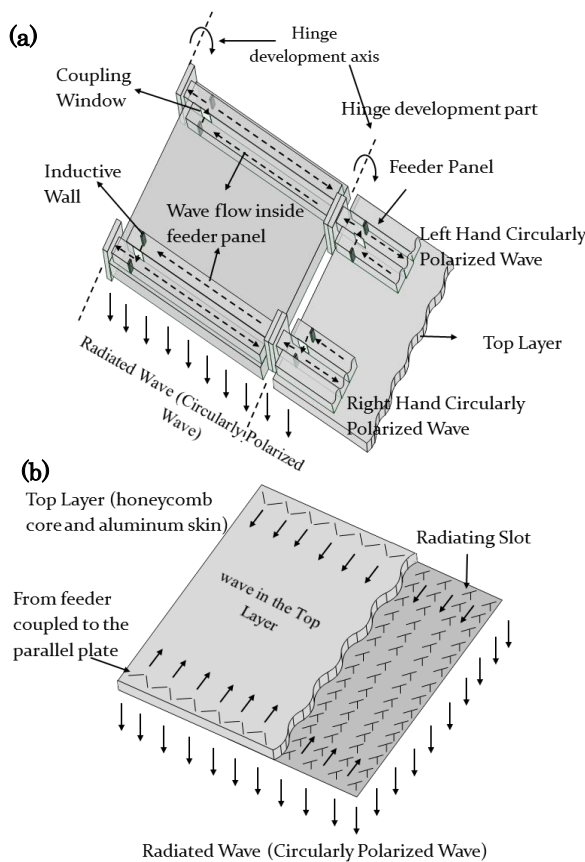 (a)
Hinge
development axis
Coupling
Window
Hinge development part
Inductive
Wall
Feeder Panel
Wave flow inside
feeder panel
Left Hand Circularly
Polarized Wave
Top Layer
Radiated Wave (Circularly Polarized
Wave)
Right Hand Circularly
Polarized Wave
(b)
Top Layer (honeycomb
core and aluminum skin)
Radiating Slot
wave in the Top
Layer
From feeder
coupled to the
parallel plate
Radiated Wave (Circularly Polarized Wave)